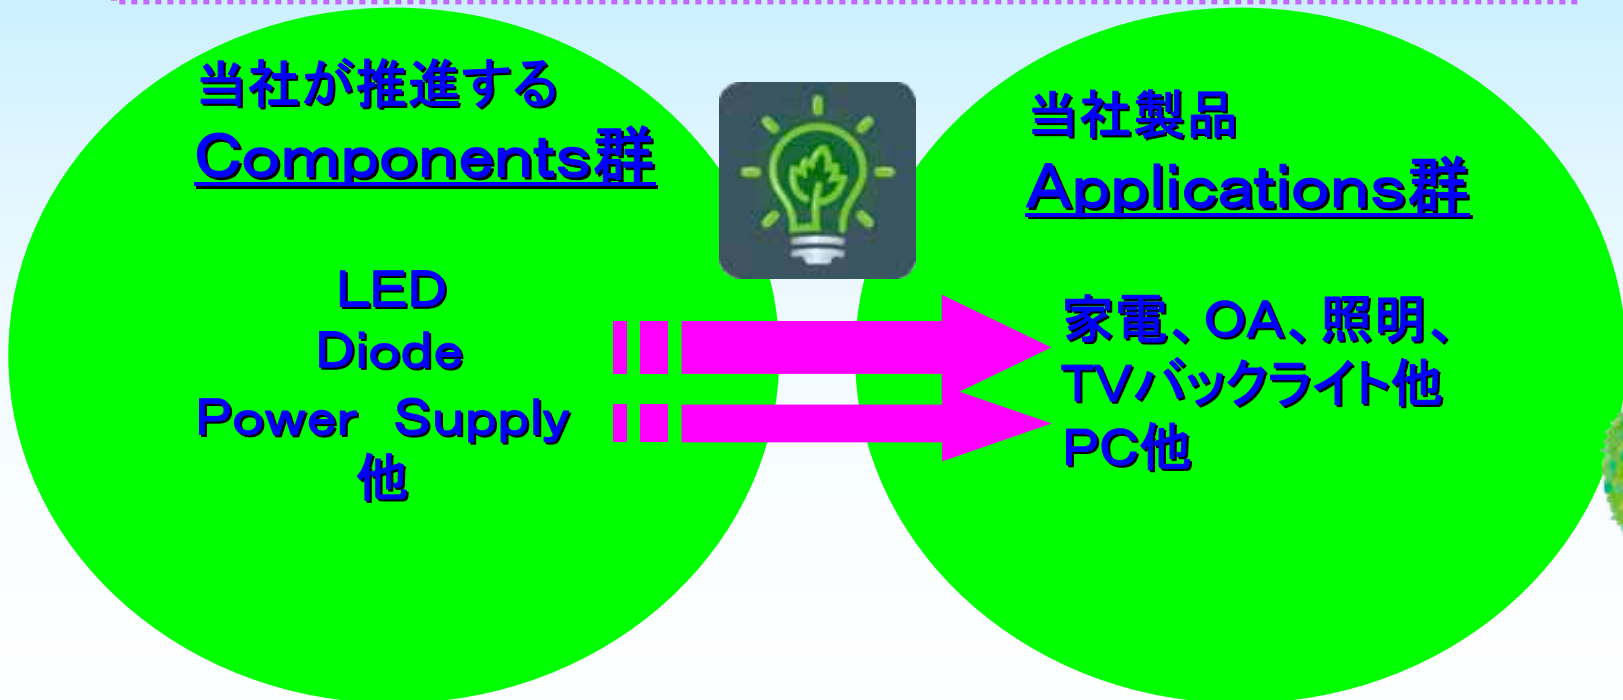 当社が推進する
Components群
LED
Diode
Power　Supply
他
当社製品
Applications群
家電、OA、照明、
TVバックライト他
PC他